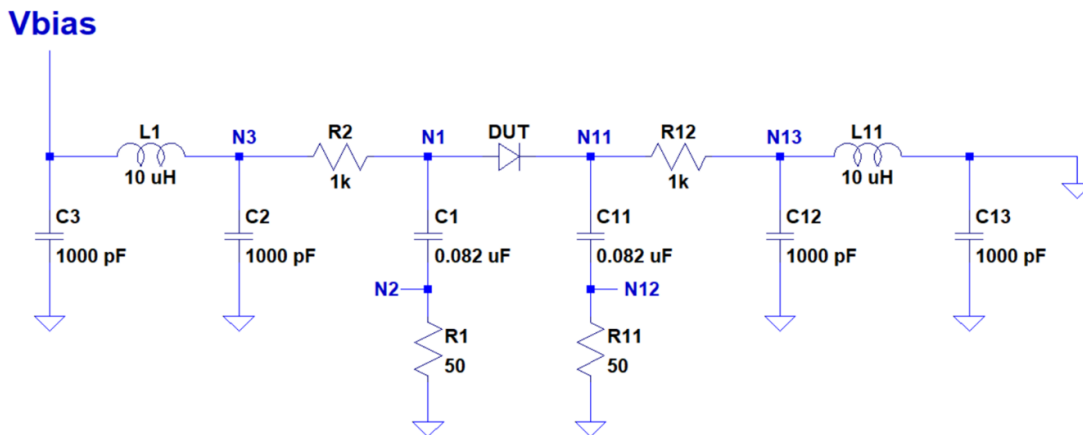 Vbias
L1
10 uH
N3
R2
1k
N1
DUT
N11
R12
1k
N13
L11
10 uH
C3
1000 pF
C2
1000 pF
C1
0.082 uF
C11
0.082 uF
C12
1000 pF
C13
1000 pF
N2
N12
R1
50
R11
50